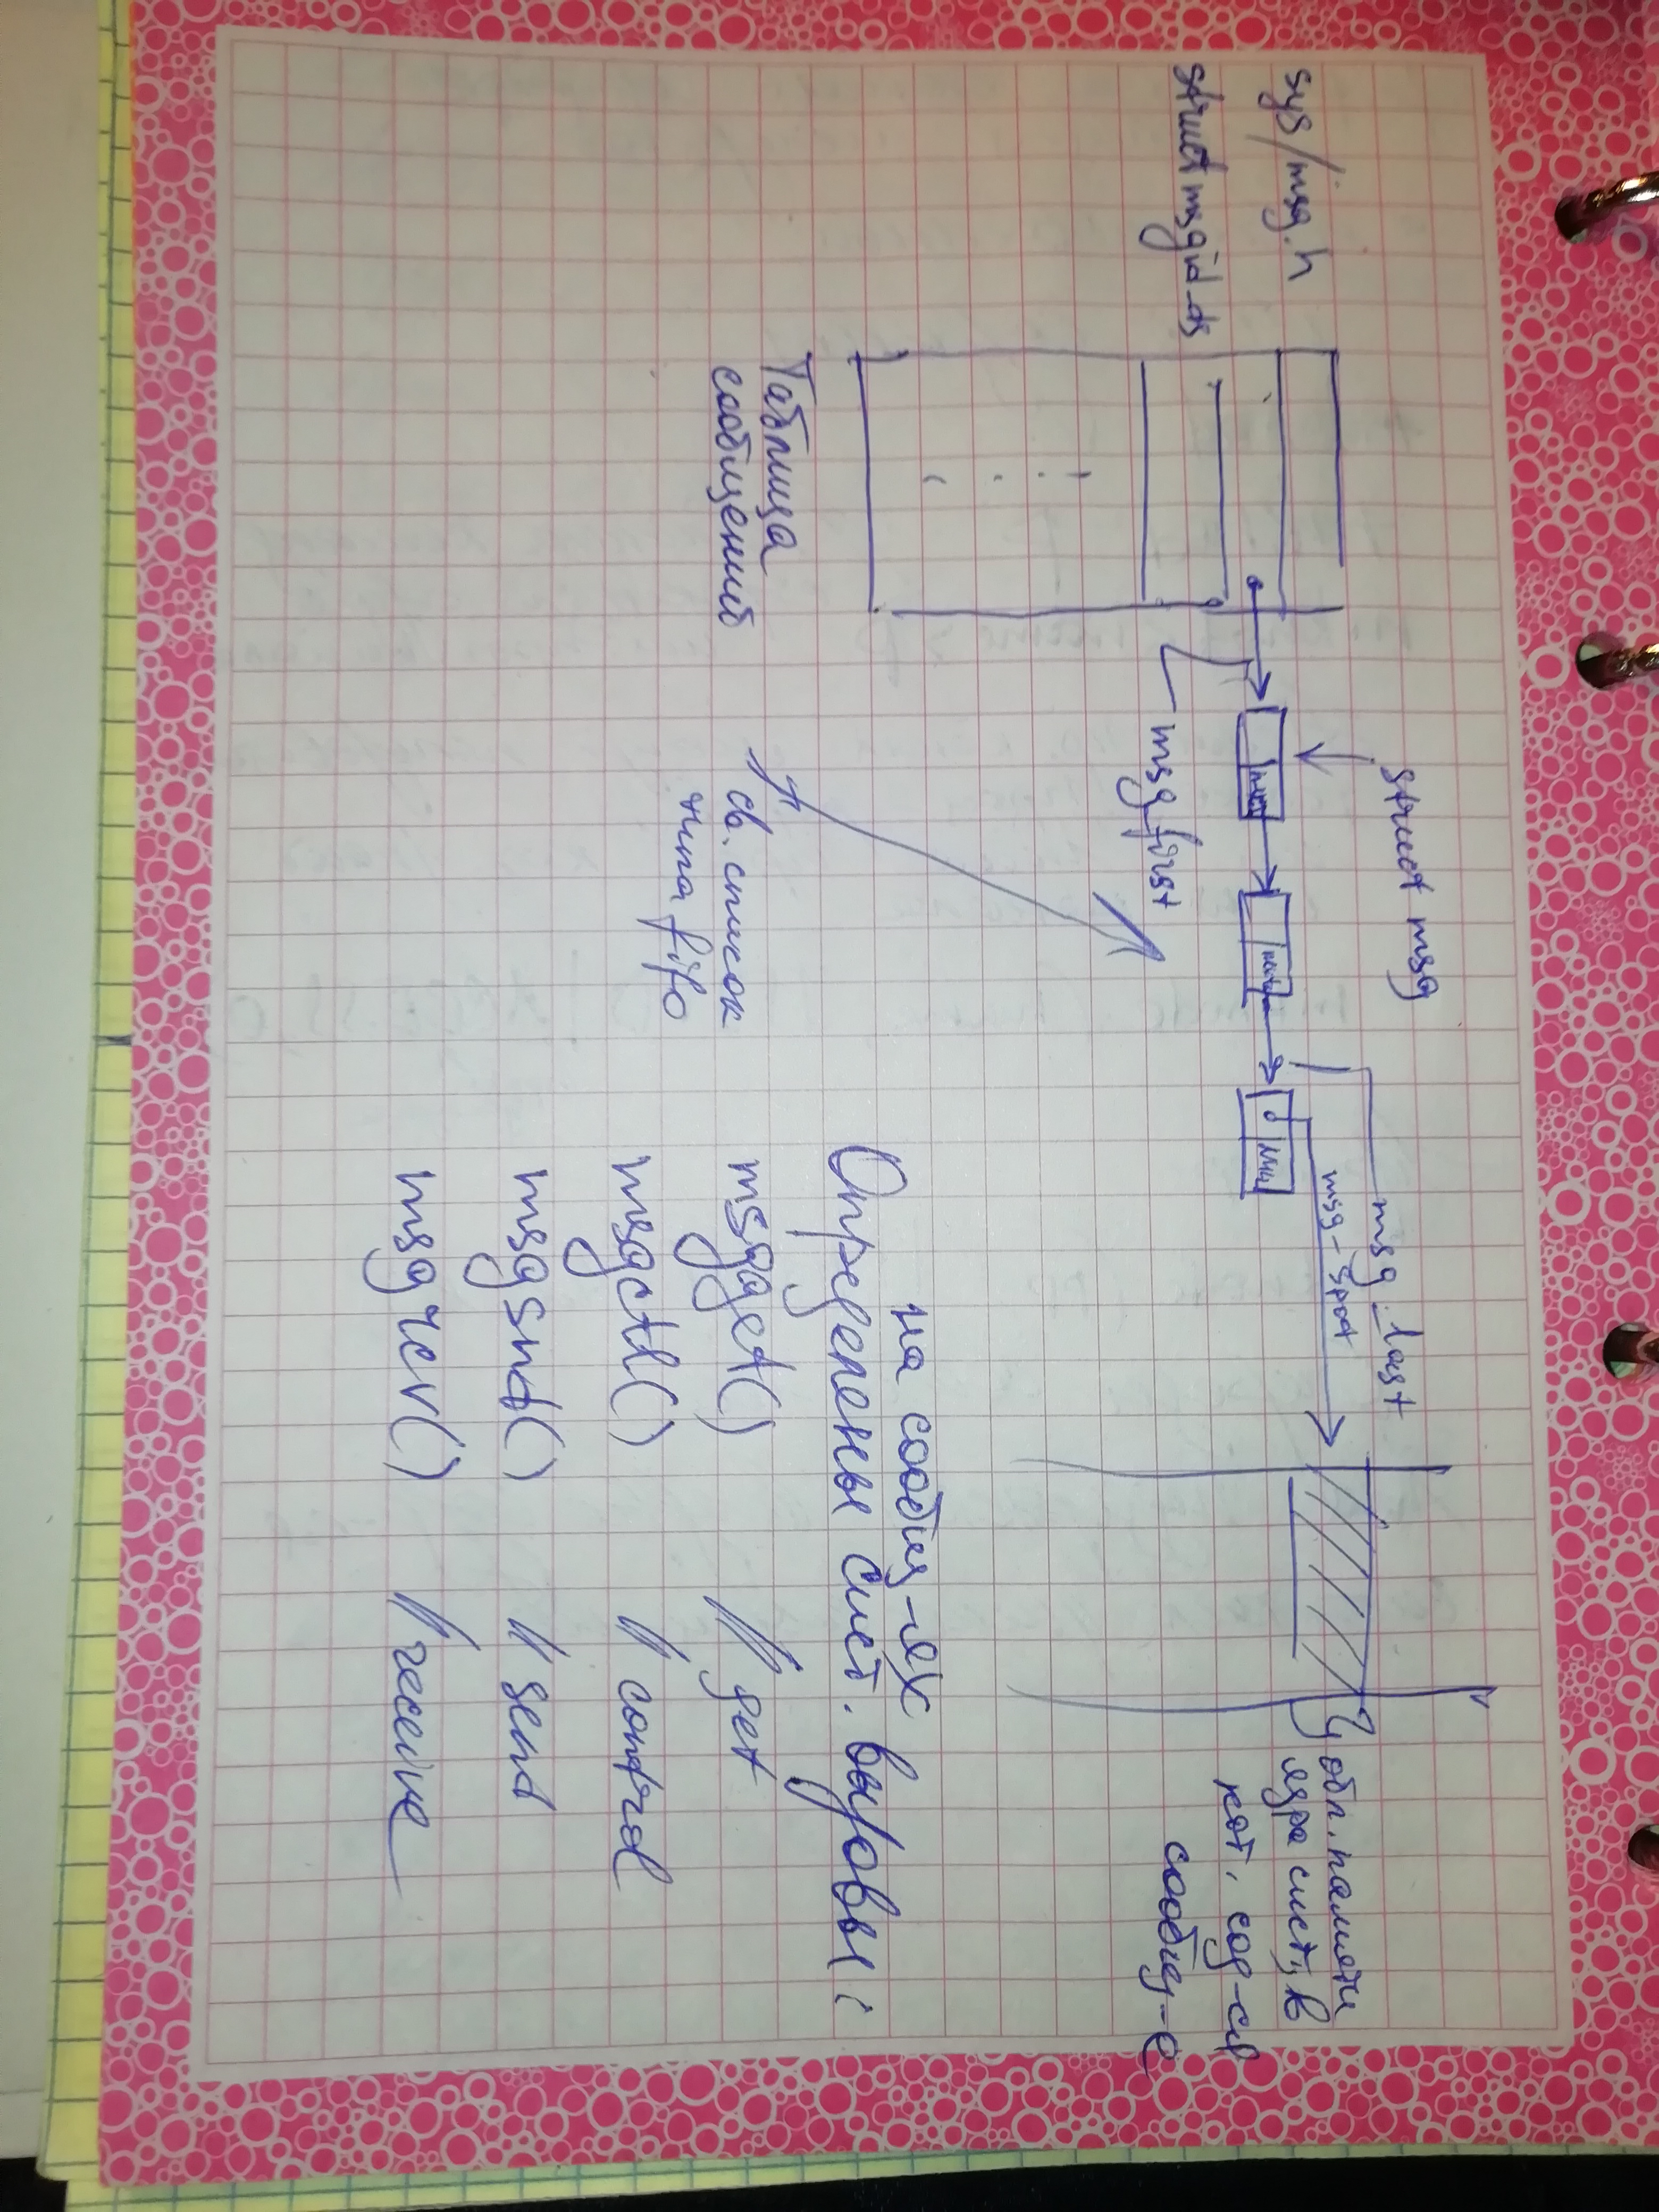 struct msg
msg_last
msg_spot
sys/msg.h
next
next
NULL
обл. памяти
ядра сист, в
кот. сод-ся
сообщ-е
struct msgid_ds
msg_first
на сообщ-ях
Определены сист. вызовы:
Таблица
сообщений
св. список
типа fifo
msgget() // get
msgctl() // control
msgsnd() // send
msgrcv() // receive